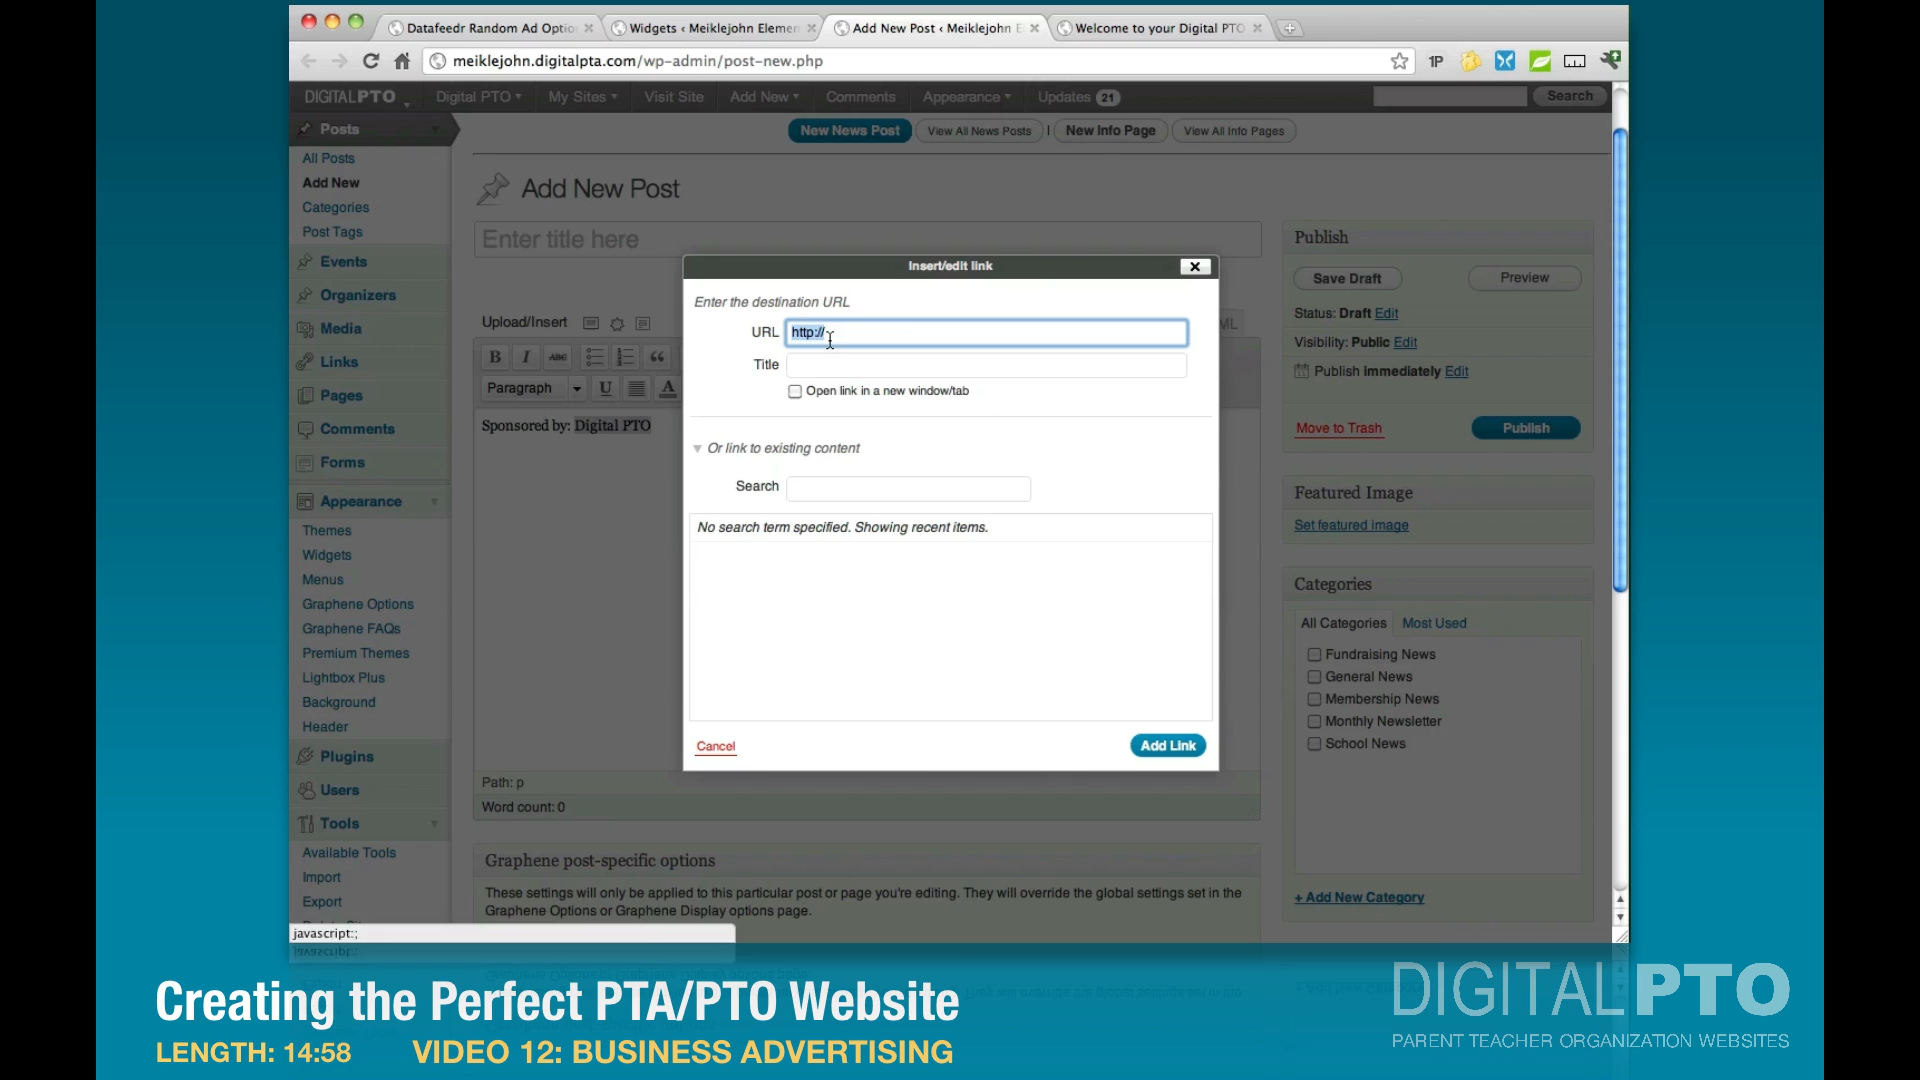 Datafeedr Random Ad Optio
Widgets ‹ Meiklejohn Elemen
Add New Post ‹ Meiklejohn E
Welcome to your Digital PTO
meiklejohn.digitalpta.com/wp-admin/post-new.php
1P
DIGITALPTO
Digital PTO
My Sites
Visit Site
Add New
Comments
Appearance
Updates 21
Search
Posts
New News Post
View All News Posts
I
New Info Page
View All Info Pages
All Posts
Add New
Categories
Post Tags
Events
Organizers
Media
Links
Pages
Comments
Forms
Appearance
Themes
Widgets
Menus
Graphene Options
Graphene FAQs
Premium Themes
Lightbox Plus
Background
Header
Plugins
Users
Tools
Available Tools
Import
Export
javascript:;
Add New Post
Enter title here
Upload/Insert
ML
B I ABC
Paragraph
U
A
Sponsored by: Digital PTO
Path: p
Word count: 0
Graphene post-specific options
These settings will only be applied to this particular post or page you're editing. They will override the global settings set in the
Graphene Options or Graphene Display options page.
Insert/edit link
Enter the destination URL
URL http://
Title
Open link in a new window/tab
Or link to existing content
Search
No search term specified. Showing recent items.
Cancel
Add Link
Publish
Save Draft
Preview
Status: Draft Edit
Visibility: Public Edit
Publish immediately Edit
Move to Trash
Publish
Featured Image
Set featured image
Categories
All Categories
Most Used
Fundraising News
General News
Membership News
Monthly Newsletter
School News
+ Add New Category
Creating the Perfect PTA/PTO Website
LENGTH: 14:58
VIDEO 12: BUSINESS ADVERTISING
DIGITALPTO
PARENT TEACHER ORGANIZATION WEBSITES